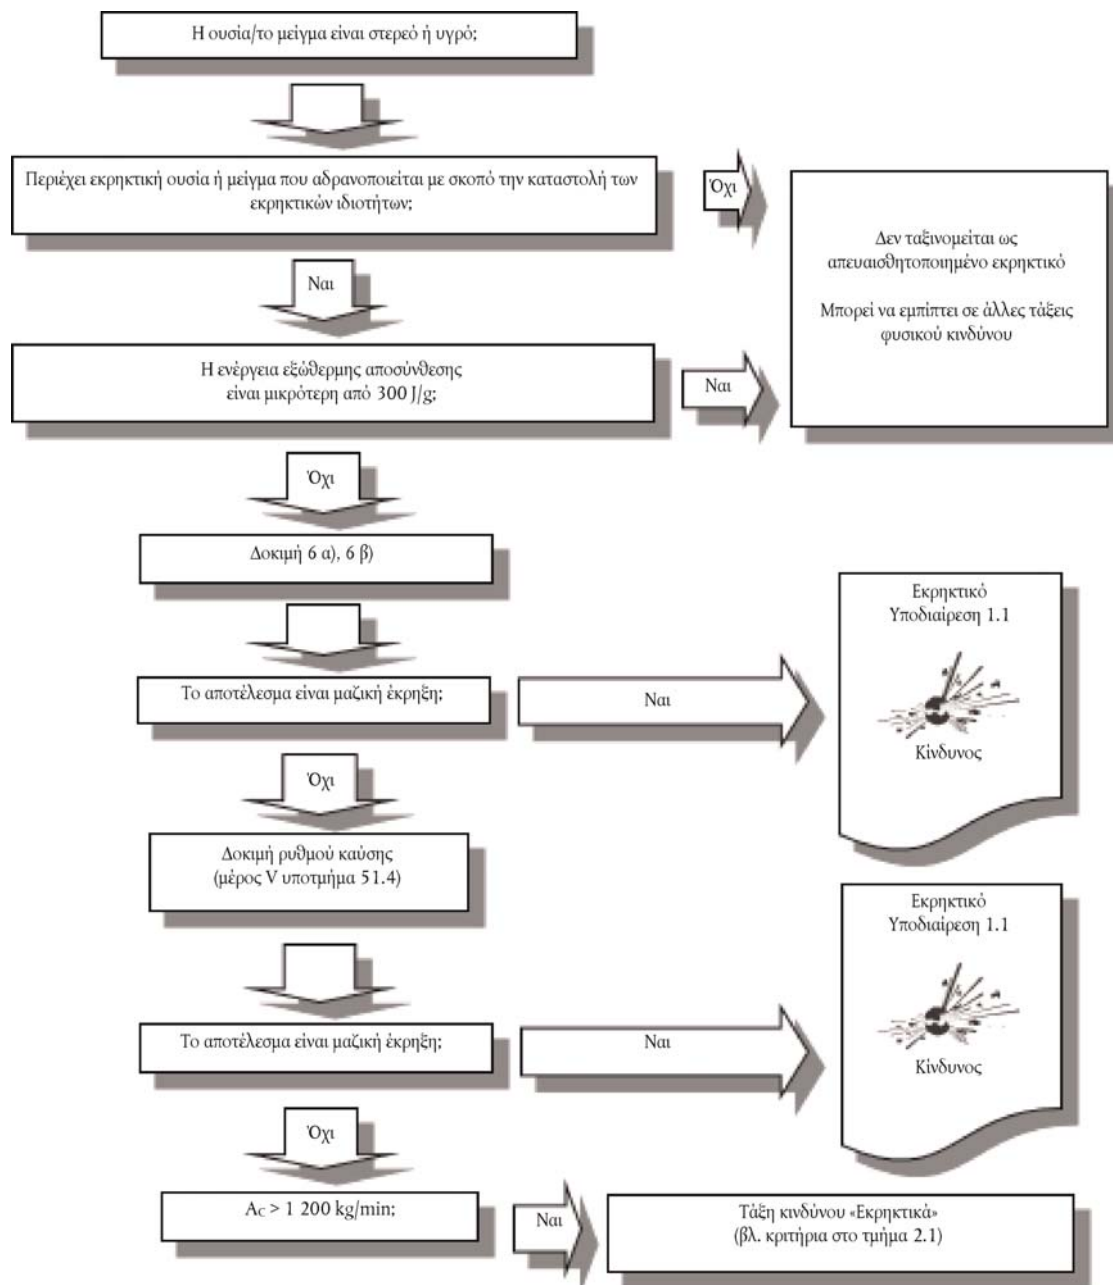 Η ουσία/το μείγμα είναι στερεό ή υγρό;
Περιέχει εκρηκτική ουσία ή μείγμα που αδρανοποιείται με σκοπό την καταστολή των
εκρηκτικών ιδιοτήτων;
Όχι
Δεν ταξινομείται ως
απευαισθητοποιημένο εκρηκτικό
Μπορεί να εμπίπτει σε άλλες τάξεις
φυσικού κινδύνου
Ναι
Η ενέργεια εξώθερμης αποσύνθεσης
είναι μικρότερη από 300 J/g;
Ναι
Όχι
Δοκιμή 6 α), 6 β)
Το αποτέλεσμα είναι μαζική έκρηξη;
Ναι
Εκρηκτικό
Υποδιαίρεση 1.1
Κίνδυνος
Όχι
Δοκιμή ρυθμού καύσης
(μέρος V υποτμήμα 51.4)
Το αποτέλεσμα είναι μαζική έκρηξη;
Ναι
Εκρηκτικό
Υποδιαίρεση 1.1
Κίνδυνος
Όχι
AC > 1 200 kg/min;
Ναι
Τάξη κινδύνου «Εκρηκτικά»
(βλ. κριτήρια στο τμήμα 2.1)